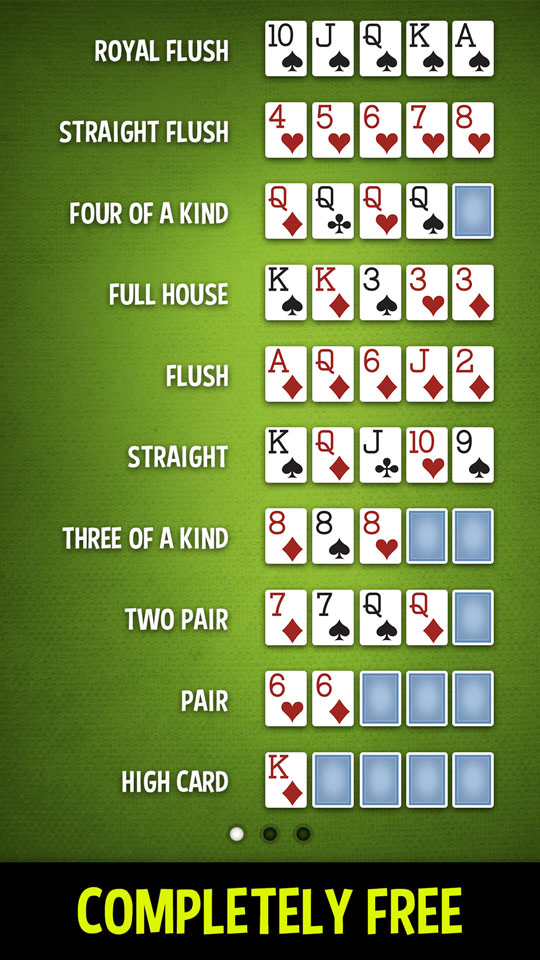 ROYAL FLUSH 10 J Q K A
STRAIGHT FLUSH 4 5 6 7 8
FOUR OF A KIND Q Q Q Q
FULL HOUSE K K 3 3 3
FLUSH A Q 6 J 2
STRAIGHT K Q J 10 9
THREE OF A KIND 8 8 8
TWO PAIR 7 7 Q Q
PAIR 6 6
HIGH CARD K
COMPLETELY FREE